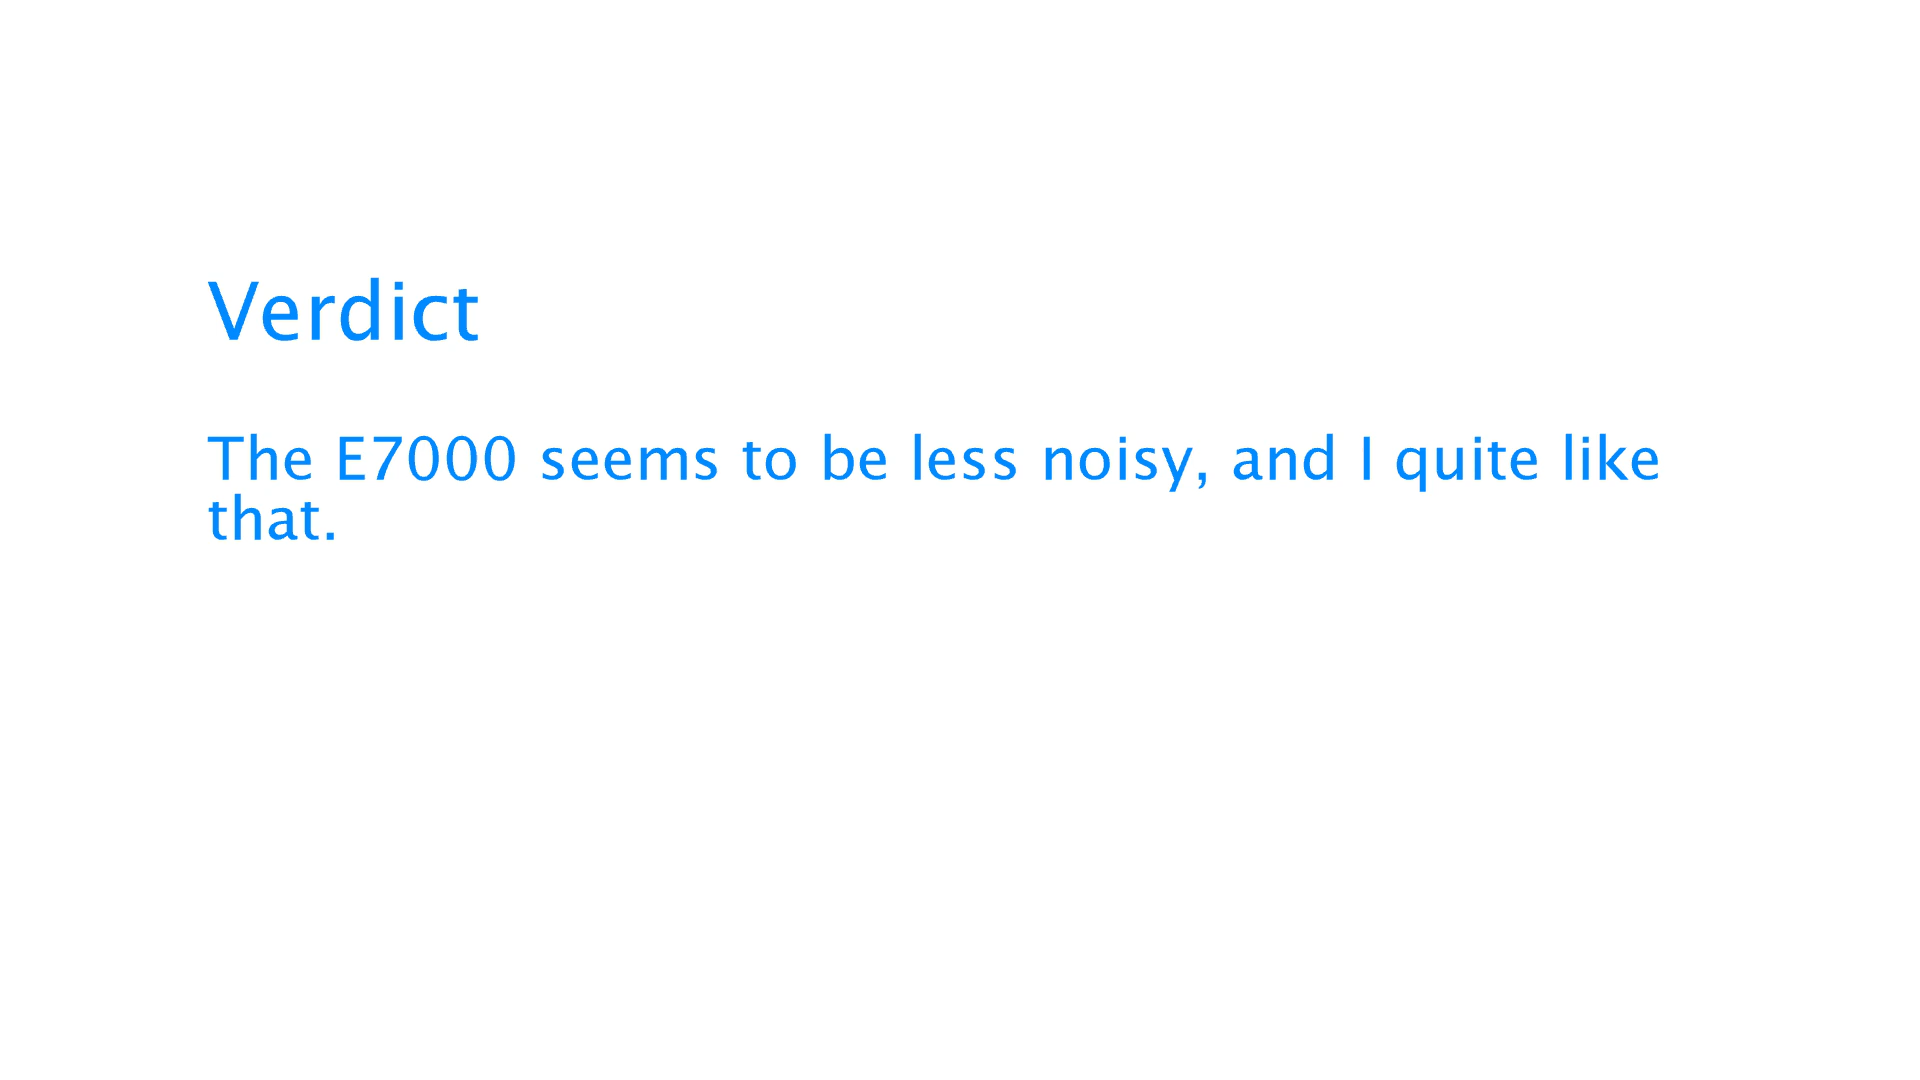 Verdict
The E7000 seems to be less noisy, and I quite like
that.